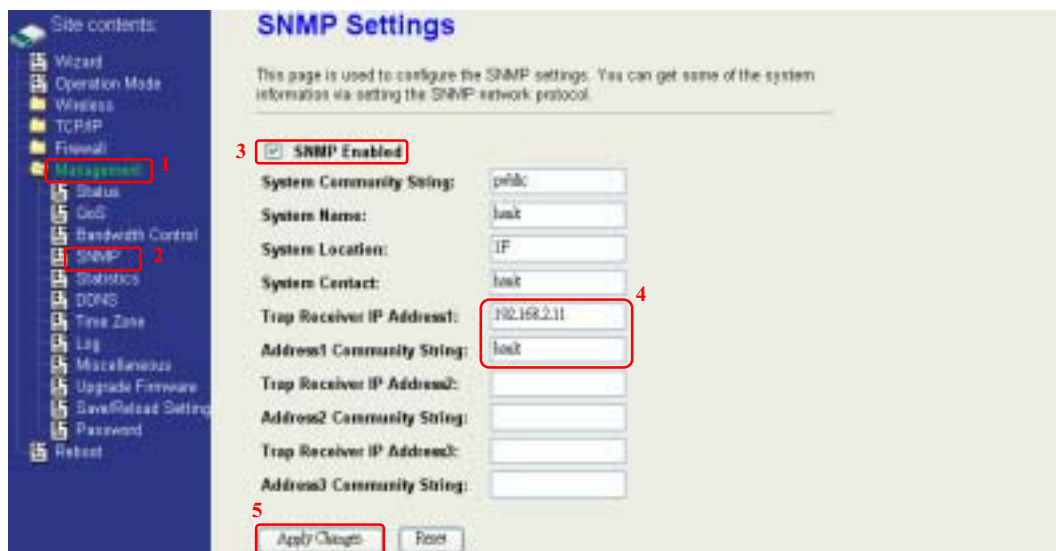 Site contents:
Wizard
Operation Mode
Wireless
TCP/IP
Firewall
Management 1
Status
QoS
Bandwidth Control
SNMP 2
Statistics
DDNS
Time Zone
Log
Miscellaneous
Upgrade Firmware
Save/Reload Setting
Password
Reboot
SNMP Settings
This page is used to configure the SNMP settings. You can get some of the system
information via setting the SNMP network protocol.
3 SNMP Enabled
System Community String: public
System Name:
System Location: 1F
System Contact:
4
Trap Receiver IP Address1: 192.168.2.11
Address1 Community String:
Trap Receiver IP Address2:
Address2 Community String:
Trap Receiver IP Address3:
Address3 Community String:
5
Apply Changes Reset